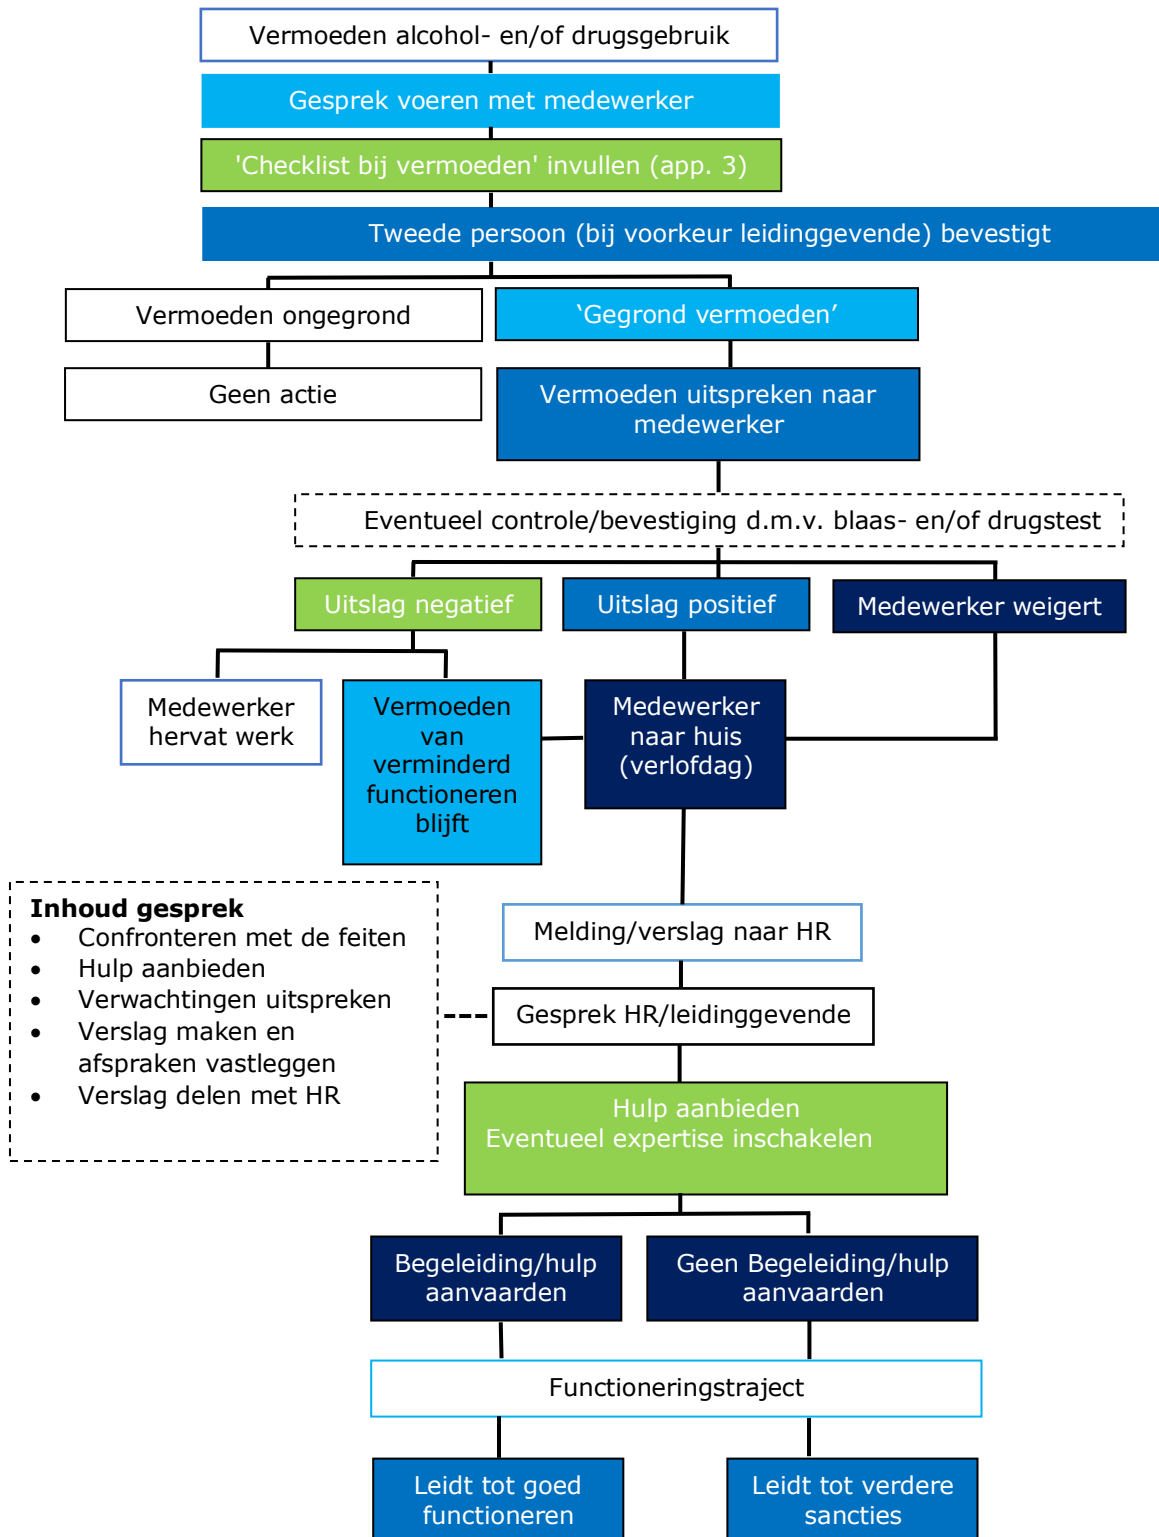 Vermoeden alcohol- en/of drugsgebruik
Gesprek voeren met medewerker
'Checklist bij vermoeden' invullen (app. 3)
Tweede persoon (bij voorkeur leidinggevende) bevestigt
Vermoeden ongegrond
‘Gegrond vermoeden’
Geen actie
Vermoeden uitspreken naar
medewerker
Eventueel controle/bevestiging d.m.v. blaas- en/of drugstest
Uitslag negatief
Uitslag positief
Medewerker weigert
Medewerker
hervat werk
Vermoeden
van
verminderd
functioneren
blijft
Medewerker
naar huis
(verlofdag)
Inhoud gesprek
• Confronteren met de feiten
• Hulp aanbieden
• Verwachtingen uitspreken
• Verslag maken en
afspraken vastleggen
• Verslag delen met HR
Melding/verslag naar HR
Gesprek HR/leidinggevende
Hulp aanbieden
Eventueel expertise inschakelen
Begeleiding/hulp
aanvaarden
Geen Begeleiding/hulp
aanvaarden
Functioneringstraject
Leidt tot goed
functioneren
Leidt tot verdere
sancties